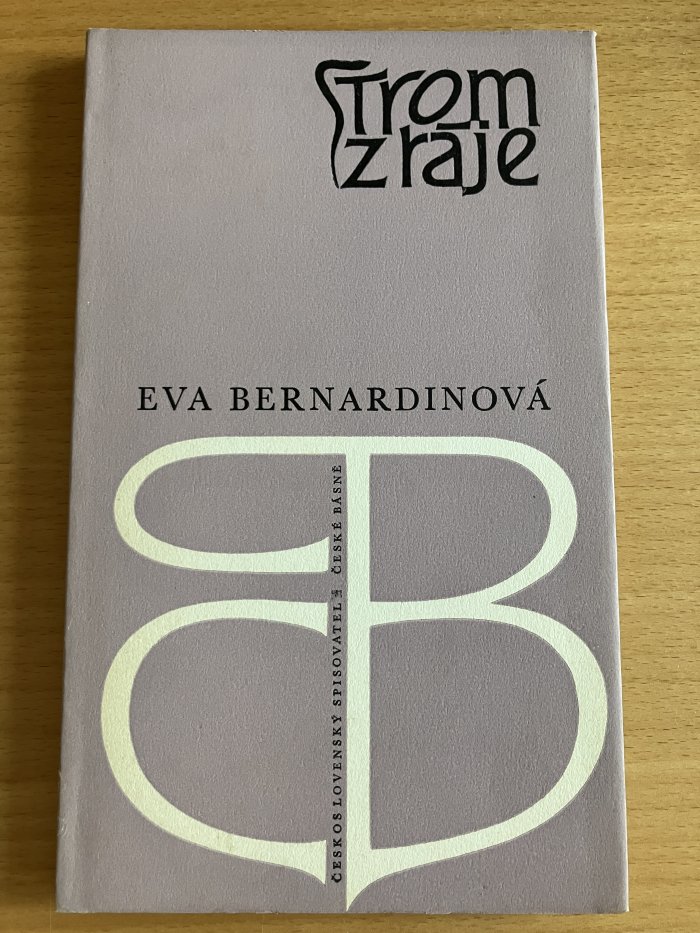 Strom
z ráje
EVA BERNARDINOVÁ
ČESKOSLOVENSKÝ SPISOVATEL ČESKÉ BÁSNĚ